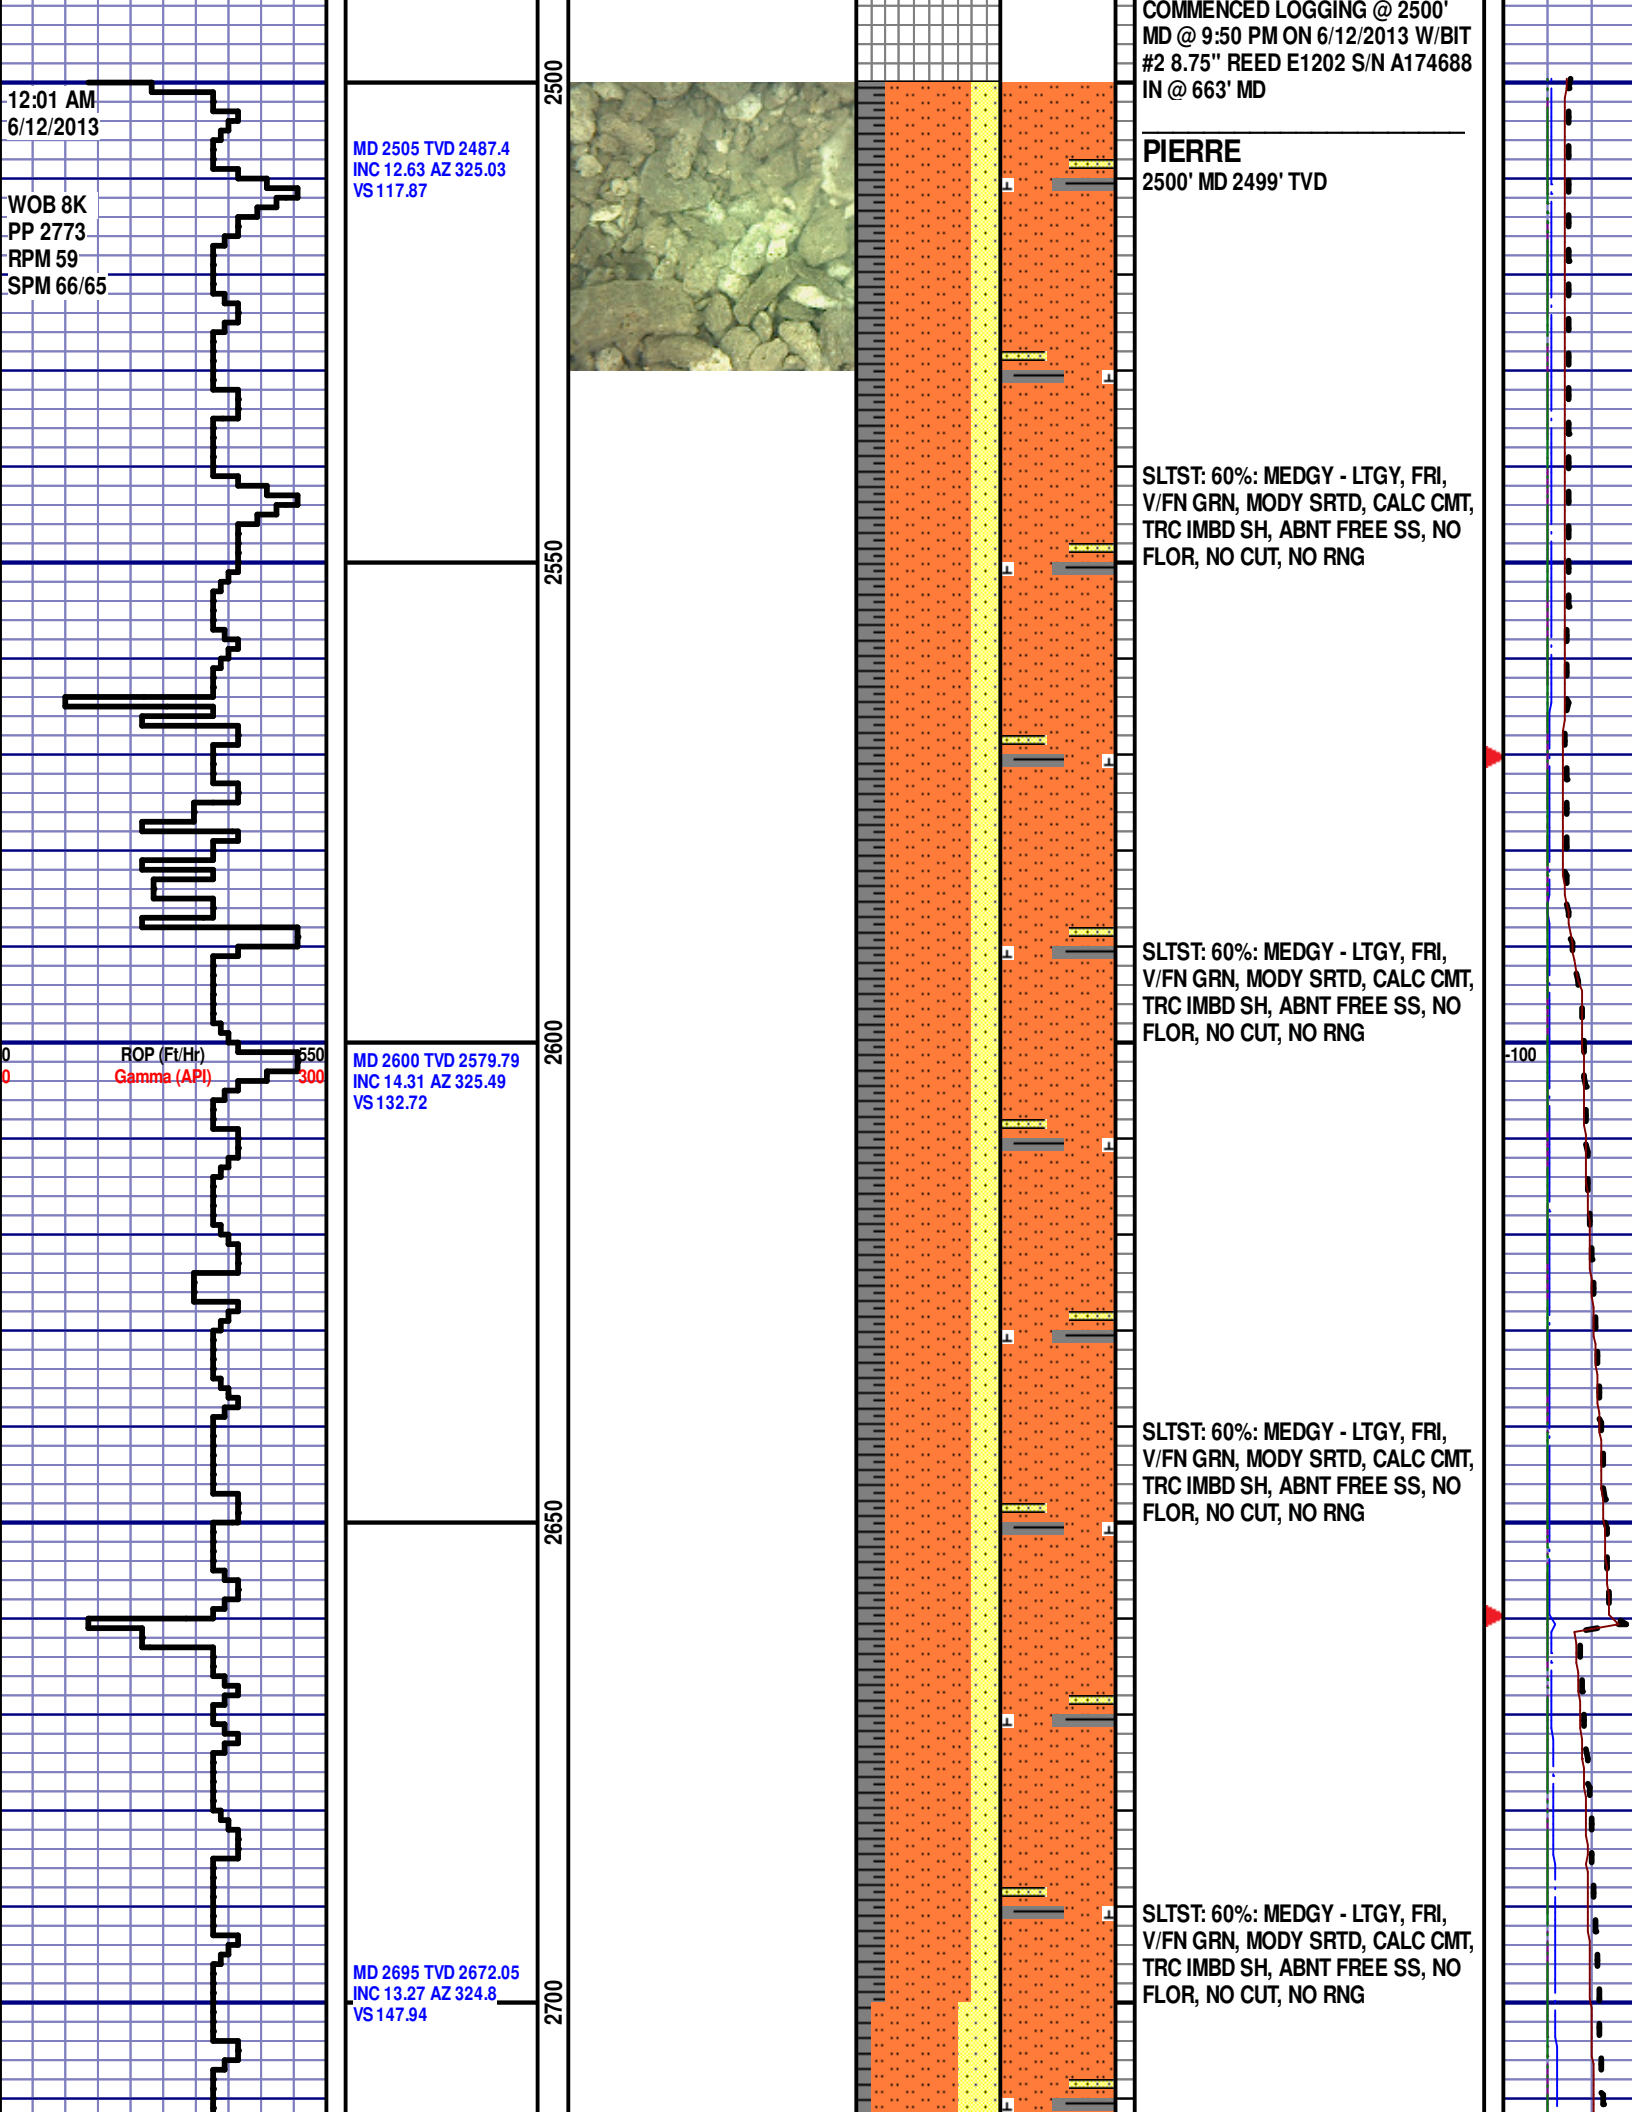 COMMENCED LOGGING @ 2500'
MD @ 9:50 PM ON 6/12/2013 W/BIT
#2 8.75" REED E1202 S/N A174688
IN @ 663' MD
PIERRE
2500' MD 2499' TVD
12:01 AM
6/12/2013
WOB 8K
PP 2773
RPM 59
SPM 66/65
2500
MD 2505 TVD 2487.4
INC 12.63 AZ 325.03
VS 117.87
SLTST: 60%: MEDGY - LTGY, FRI,
V/FN GRN, MODY SRTD, CALC CMT,
TRC IMBD SH, ABNT FREE SS, NO
FLOR, NO CUT, NO RNG
2550
SLTST: 60%: MEDGY - LTGY, FRI,
V/FN GRN, MODY SRTD, CALC CMT,
TRC IMBD SH, ABNT FREE SS, NO
FLOR, NO CUT, NO RNG
2600
0 ROP (Ft/Hr) 550
0 Gamma (API) 300
MD 2600 TVD 2579.79
INC 14.31 AZ 325.49
VS 132.72
-100
SLTST: 60%: MEDGY - LTGY, FRI,
V/FN GRN, MODY SRTD, CALC CMT,
TRC IMBD SH, ABNT FREE SS, NO
FLOR, NO CUT, NO RNG
2650
SLTST: 60%: MEDGY - LTGY, FRI,
V/FN GRN, MODY SRTD, CALC CMT,
TRC IMBD SH, ABNT FREE SS, NO
FLOR, NO CUT, NO RNG
MD 2695 TVD 2672.05
INC 13.27 AZ 324.8
VS 147.94
2700